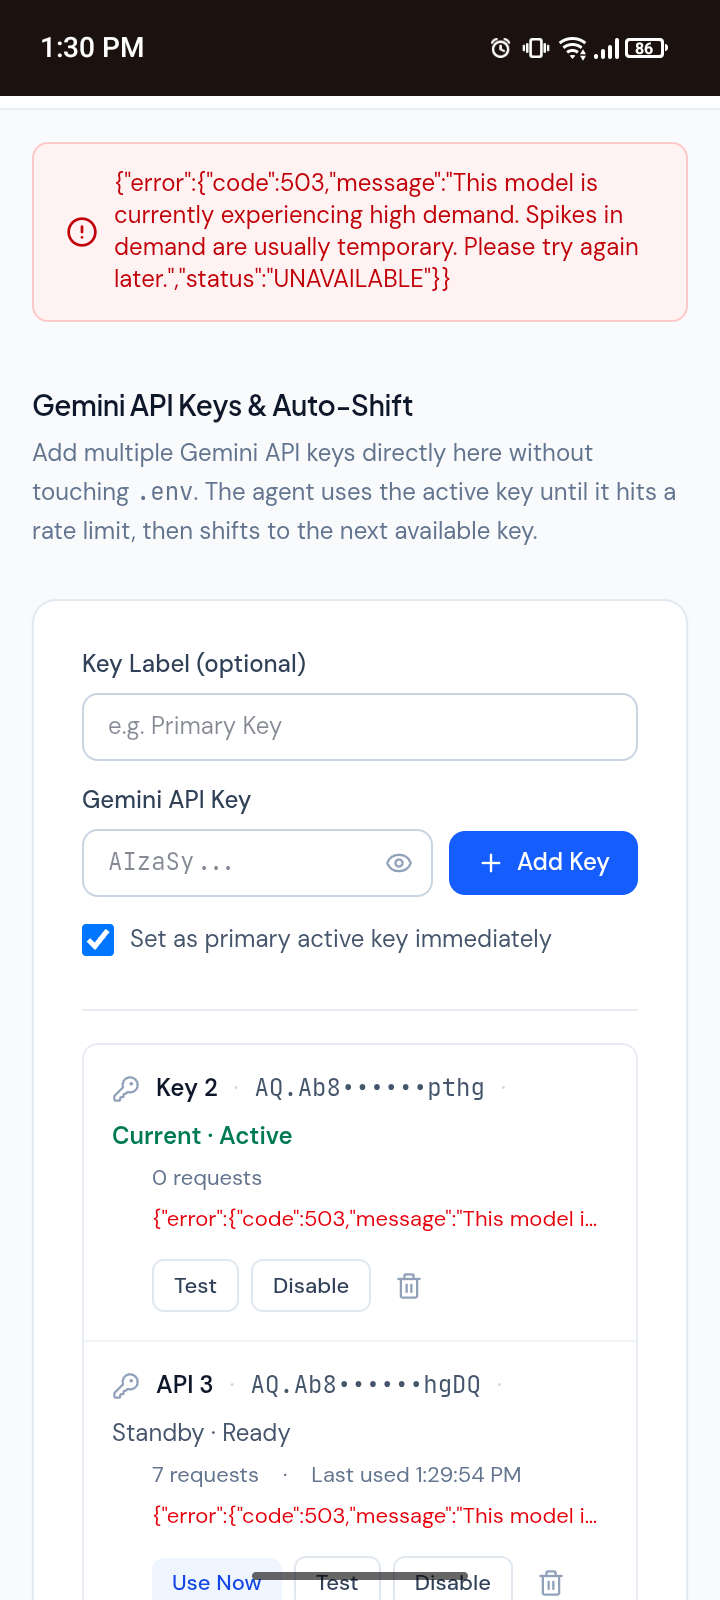 1:30 PM
86
{"error":{"code":503,"message":"This model is
currently experiencing high demand. Spikes in
demand are usually temporary. Please try again
later.","status":"UNAVAILABLE"}}
Gemini API Keys & Auto-Shift
Add multiple Gemini API keys directly here without
touching .env. The agent uses the active key until it hits a
rate limit, then shifts to the next available key.
Key Label (optional)
e.g. Primary Key
Gemini API Key
AIzaSy...
+ Add Key
Set as primary active key immediately
Key 2 · AQ.Ab8••••••pthg ·
Current · Active
0 requests
{"error":{"code":503,"message":"This model i...
Test Disable
API 3 · AQ.Ab8••••••hgDQ ·
Standby · Ready
7 requests · Last used 1:29:54 PM
{"error":{"code":503,"message":"This model i...
Use Now Test Disable